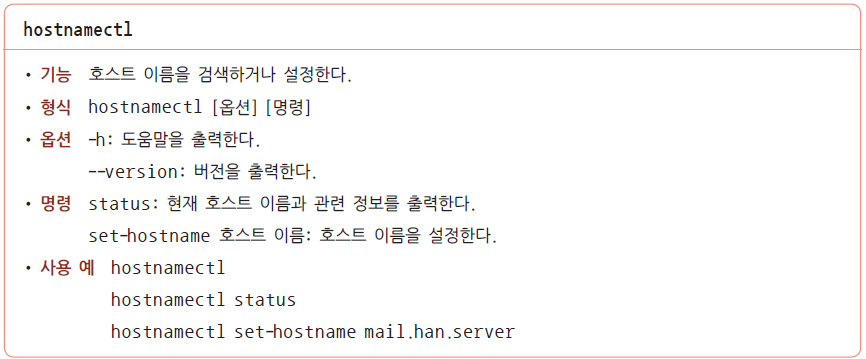 hostnamectl
• 기능 호스트 이름을 검색하거나 설정한다.
• 형식 hostnamectl [옵션] [명령]
• 옵션 -h: 도움말을 출력한다.
--version: 버전을 출력한다.
• 명령 status: 현재 호스트 이름과 관련 정보를 출력한다.
set-hostname 호스트 이름: 호스트 이름을 설정한다.
• 사용 예 hostnamectl
hostnamectl status
hostnamectl set-hostname mail.han.server